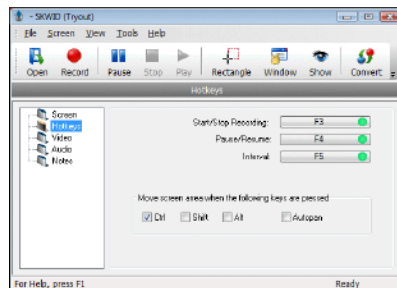 - SKWID (Tryout)
File Screen View Tools Help
Open Record Pause Stop Play Rectangle Window Show Convert
Hotkeys
Screen
Hotkeys
Video
Audio
Notes
Start/Stop Recording: F3
Pause/Resume: F4
Interval: F5
Move screen area when the following keys are pressed
Ctrl Shift Alt Autopan
For Help, press F1 Ready